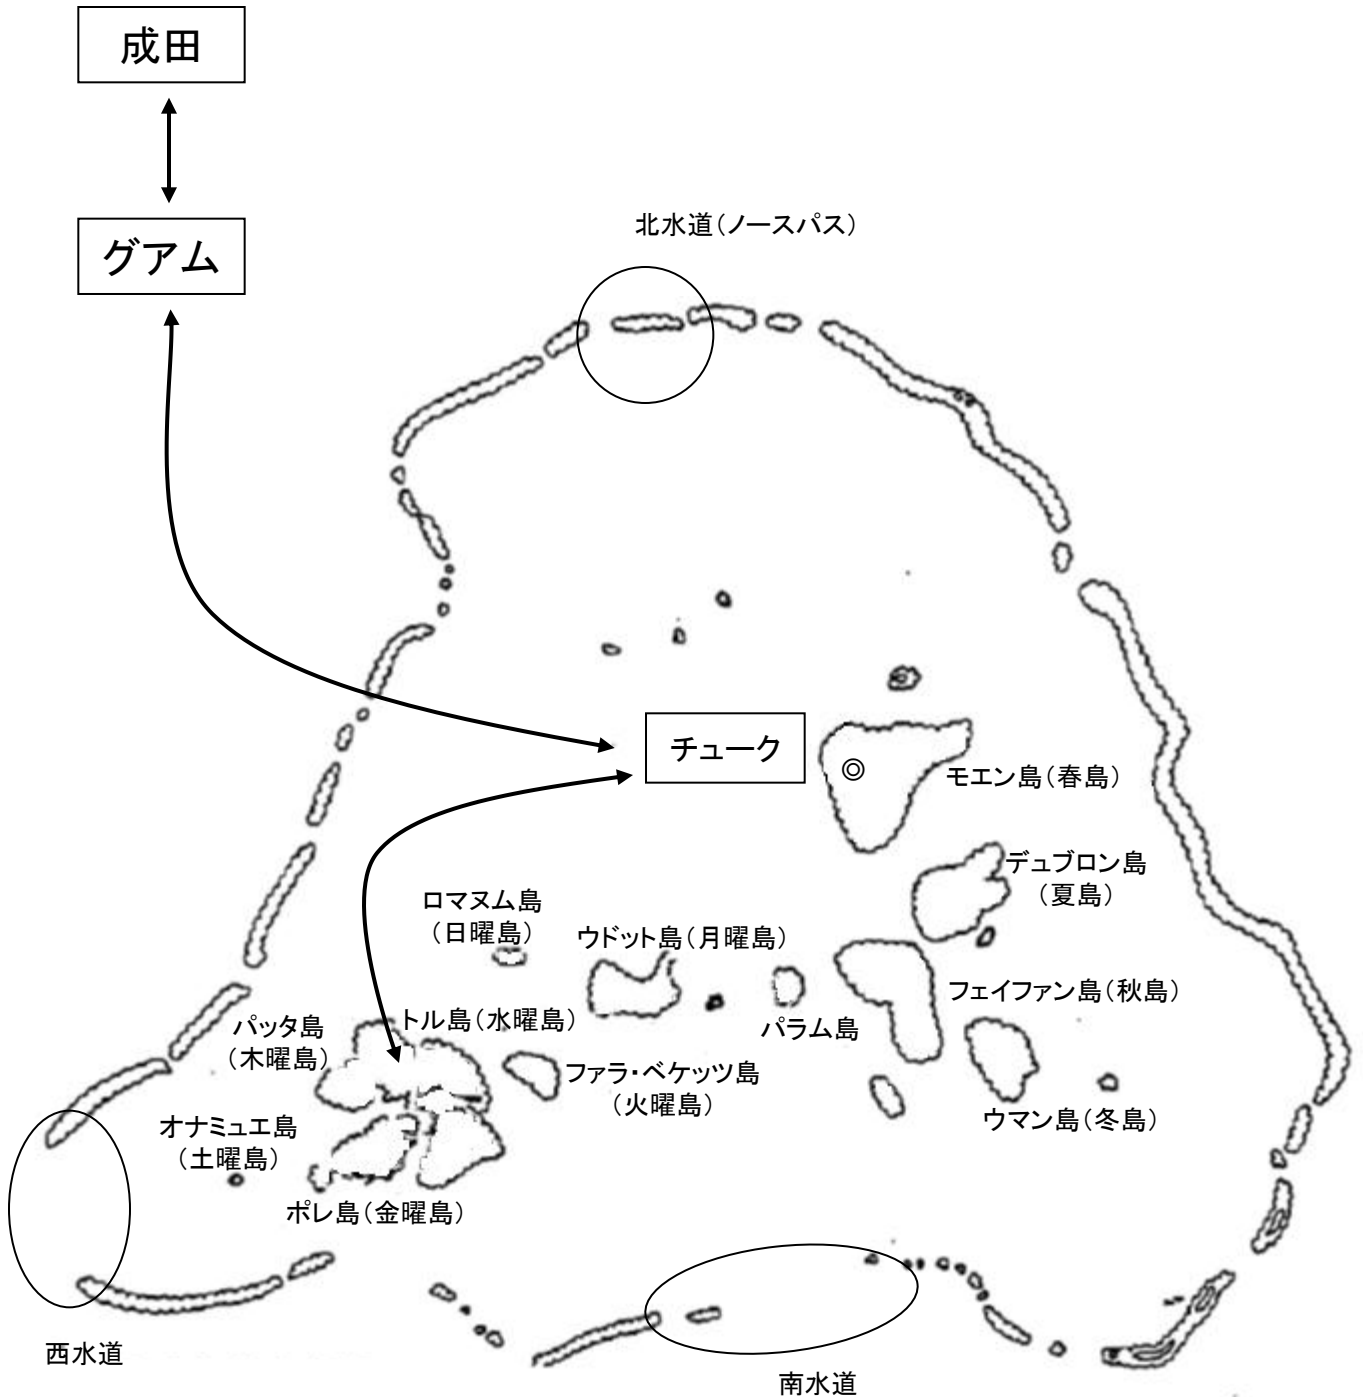 成田
グアム
北水道(ノースパス)
チューク
モエン島(春島)
デュブロン島
(夏島)
ロマヌム島
(日曜島)
ウドット島(月曜島)
フェイファン島(秋島)
パラム島
トル島(水曜島)
パッタ島
(木曜島)
ファラ・ベケッツ島
(火曜島)
ウマン島(冬島)
オナミュエ島
(土曜島)
ポレ島(金曜島)
西水道
南水道